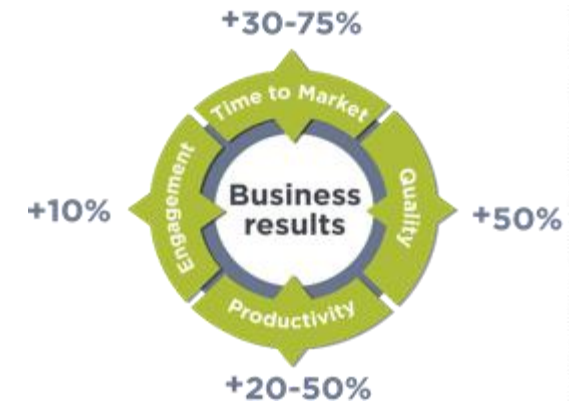 +30-75%
Time to Market
Engagement
Quality
+10%
Business
results
+50%
Productivity
+20-50%